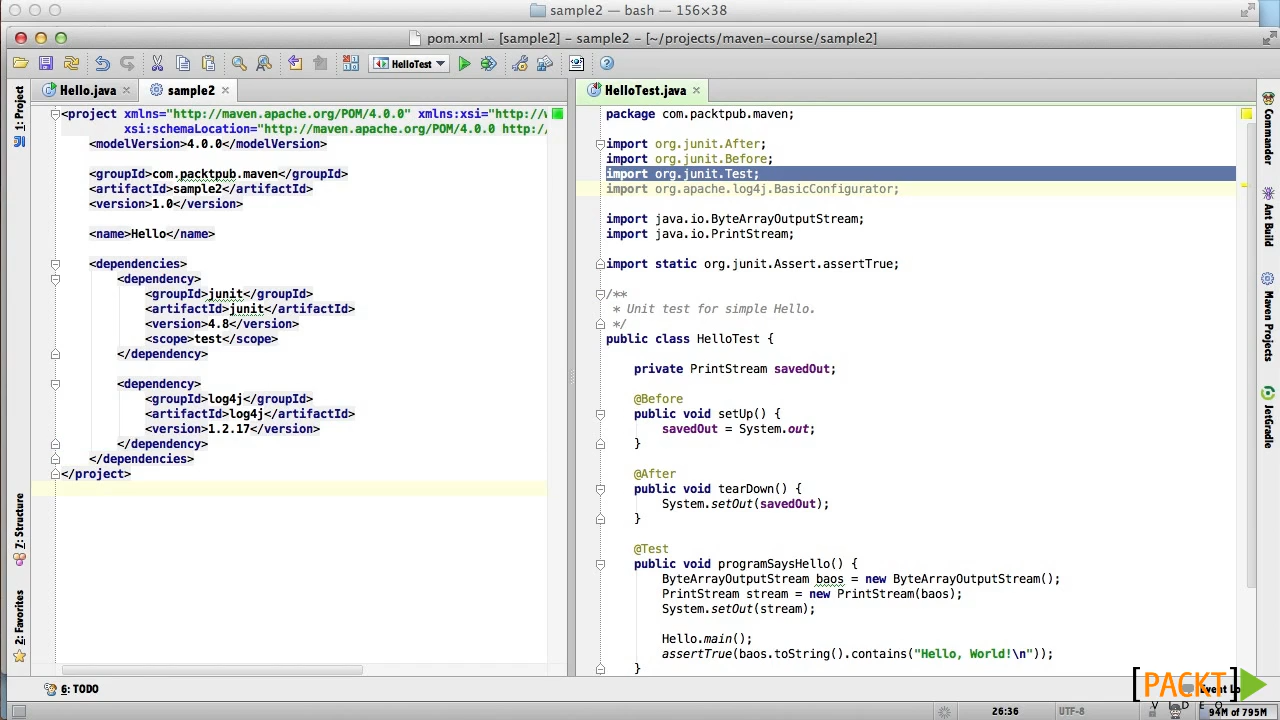 sample2 — bash — 156×38
pom.xml - [sample2] - sample2 - [~/projects/maven-course/sample2]
HelloTest
Hello.java
sample2
HelloTest.java
1: Project
7: Structure
2: Favorites
<project xmlns="http://maven.apache.org/POM/4.0.0" xmlns:xsi="http://
xsi:schemaLocation="http://maven.apache.org/POM/4.0.0 http:/
<modelVersion>4.0.0</modelVersion>
<groupId>com.packtpub.maven</groupId>
<artifactId>sample2</artifactId>
<version>1.0</version>
<name>Hello</name>
<dependencies>
<dependency>
<groupId>junit</groupId>
<artifactId>junit</artifactId>
<version>4.8</version>
<scope>test</scope>
</dependency>
<dependency>
<groupId>log4j</groupId>
<artifactId>log4j</artifactId>
<version>1.2.17</version>
</dependency>
</dependencies>
</project>
package com.packtpub.maven;
import org.junit.After;
import org.junit.Before;
import org.junit.Test;
import org.apache.log4j.BasicConfigurator;
import java.io.ByteArrayOutputStream;
import java.io.PrintStream;
import static org.junit.Assert.assertTrue;
/**
* Unit test for simple Hello.
*/
public class HelloTest {
private PrintStream savedOut;
@Before
public void setUp() {
savedOut = System.out;
}
@After
public void tearDown() {
System.setOut(savedOut);
}
@Test
public void programSaysHello() {
ByteArrayOutputStream baos = new ByteArrayOutputStream();
PrintStream stream = new PrintStream(baos);
System.setOut(stream);
Hello.main();
assertTrue(baos.toString().contains("Hello, World!\n"));
}
Commander
Ant Build
Maven Projects
JetGradle
6: TODO
Event Lo
[PACKT
VIDEO
26:36
UTF-8
94M of 795M